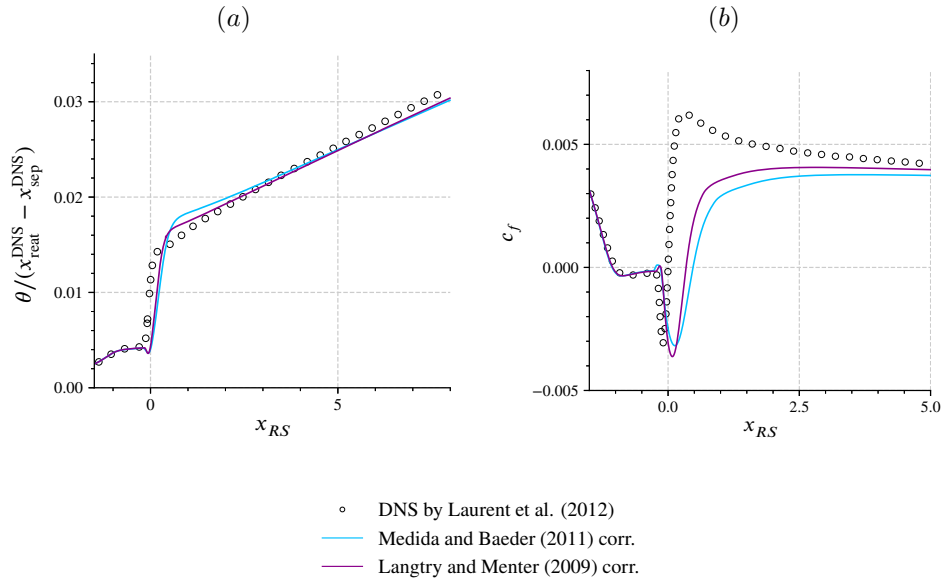 (a)
(b)
0.03
0.02
0.01
0.00
θ/(x_reat^DNS − x_sep^DNS)
0
5
x_RS
0.005
0.000
−0.005
c_f
0.0
2.5
5.0
x_RS
DNS by Laurent et al. (2012)
Medida and Baeder (2011) corr.
Langtry and Menter (2009) corr.